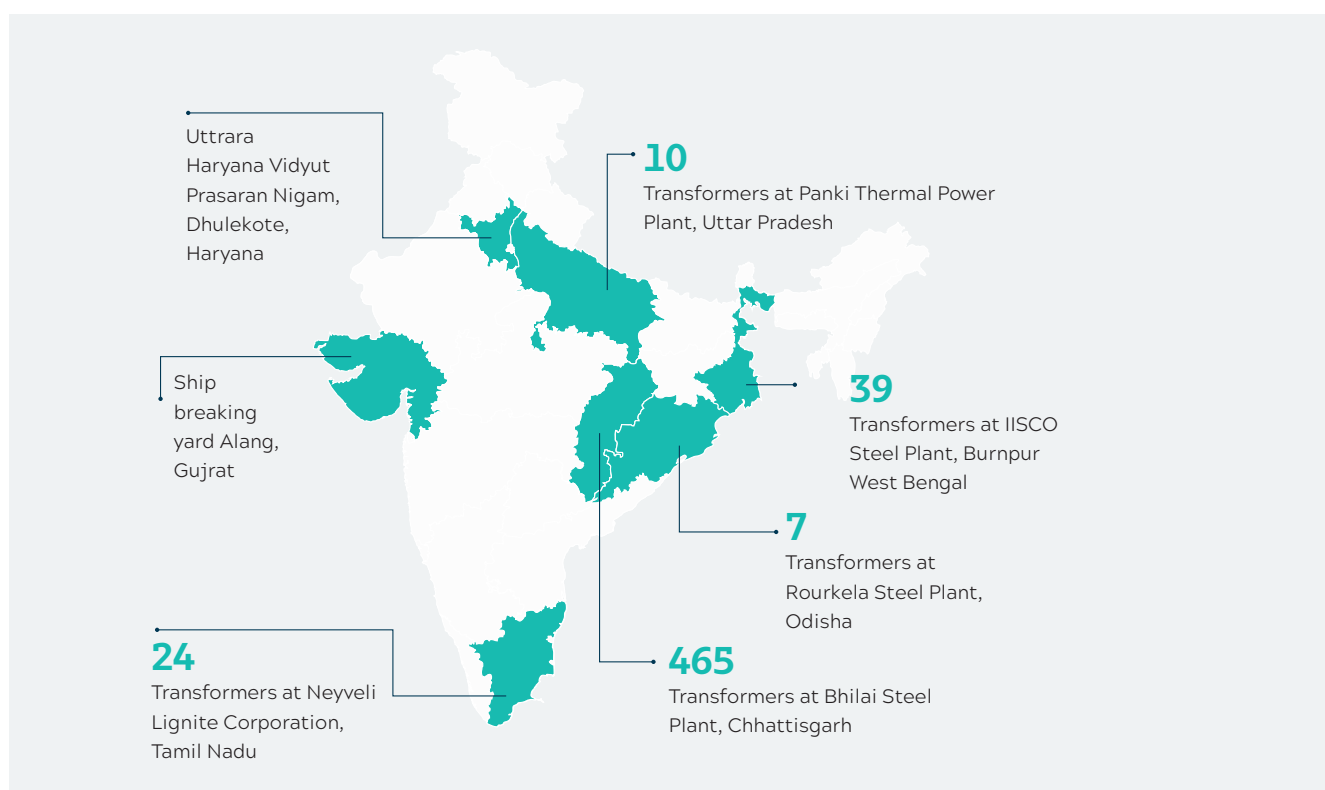 Uttrara
Haryana Vidyut
Prasaran Nigam,
Dhulekote,
Haryana
10
Transformers at Panki Thermal Power
Plant, Uttar Pradesh
Ship
breaking
yard Alang,
Gujrat
39
Transformers at IISCO
Steel Plant, Burnpur
West Bengal
7
Transformers at
Rourkela Steel Plant,
Odisha
24
Transformers at Neyveli
Lignite Corporation,
Tamil Nadu
465
Transformers at Bhilai Steel
Plant, Chhattisgarh